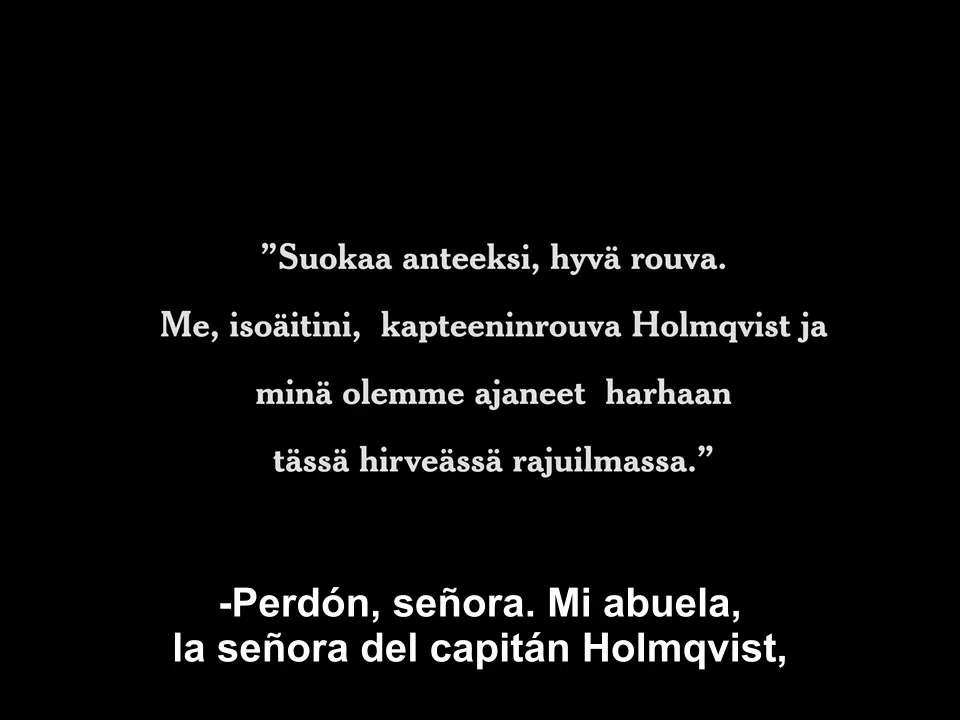 ”Suokaa anteeksi, hyvä rouva.
Me, isoäitini, kapteeninrouva Holmqvist ja
minä olemme ajaneet harhaan
tässä hirveässä rajuilmassa.”
-Perdón, señora. Mi abuela,
la señora del capitán Holmqvist,